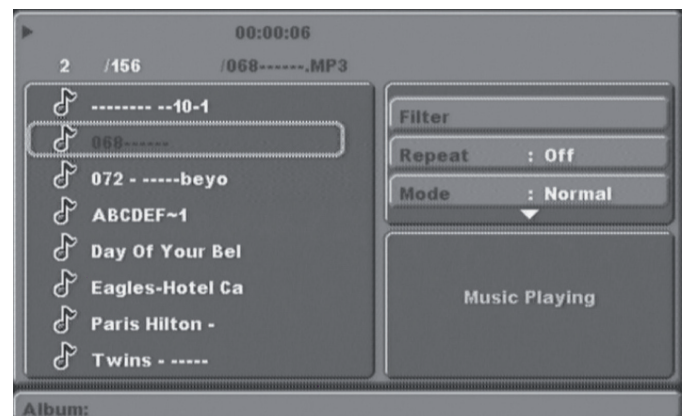 00:00:06
2 /156 /068------.MP3
-------- --10-1
068------
072 - -----beyo
ABCDEF~1
Day Of Your Bel
Eagles-Hotel Ca
Paris Hilton -
Twins - -----
Filter
Repeat : Off
Mode : Normal
Music Playing
Album: